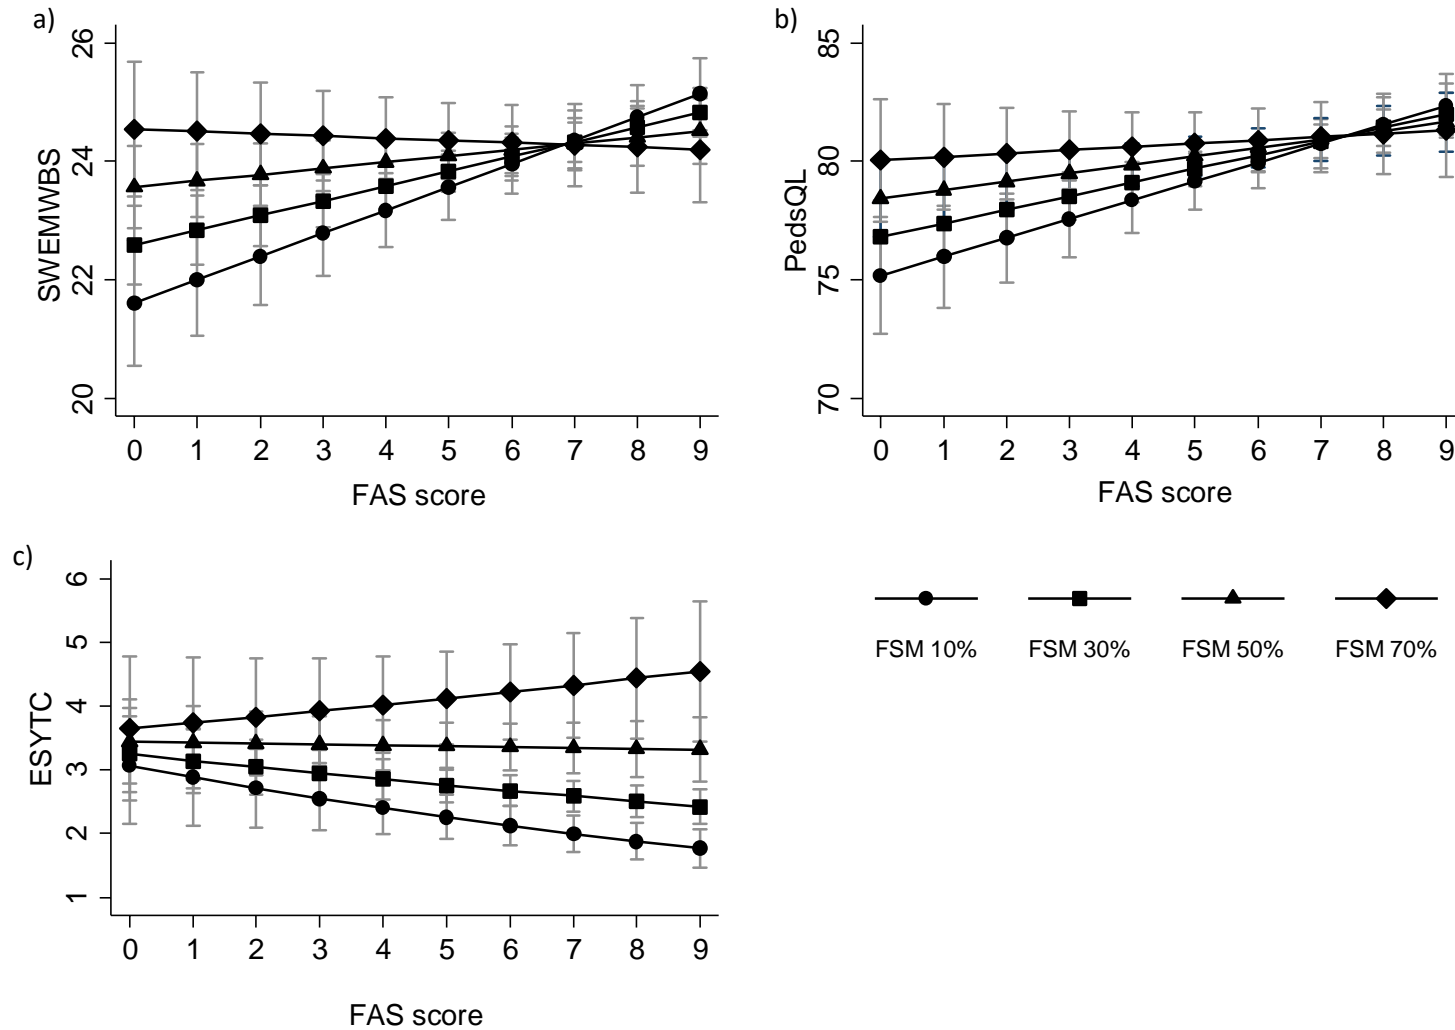 a)
26
24
22
20
SWEMWBS
0 1 2 3 4 5 6 7 8 9
FAS score
b)
85
80
75
70
PedsQL
0 1 2 3 4 5 6 7 8 9
FAS score
c)
6
5
4
3
2
1
ESYTC
0 1 2 3 4 5 6 7 8 9
FAS score
FSM 10% FSM 30% FSM 50% FSM 70%